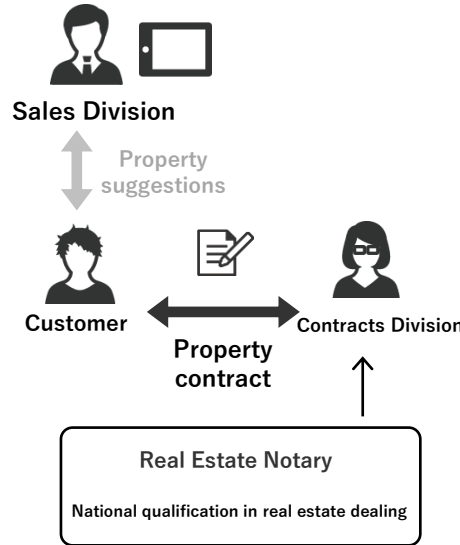 Sales Division
Property
suggestions
Customer
Property
contract
Contracts Division
Real Estate Notary
National qualification in real estate dealing